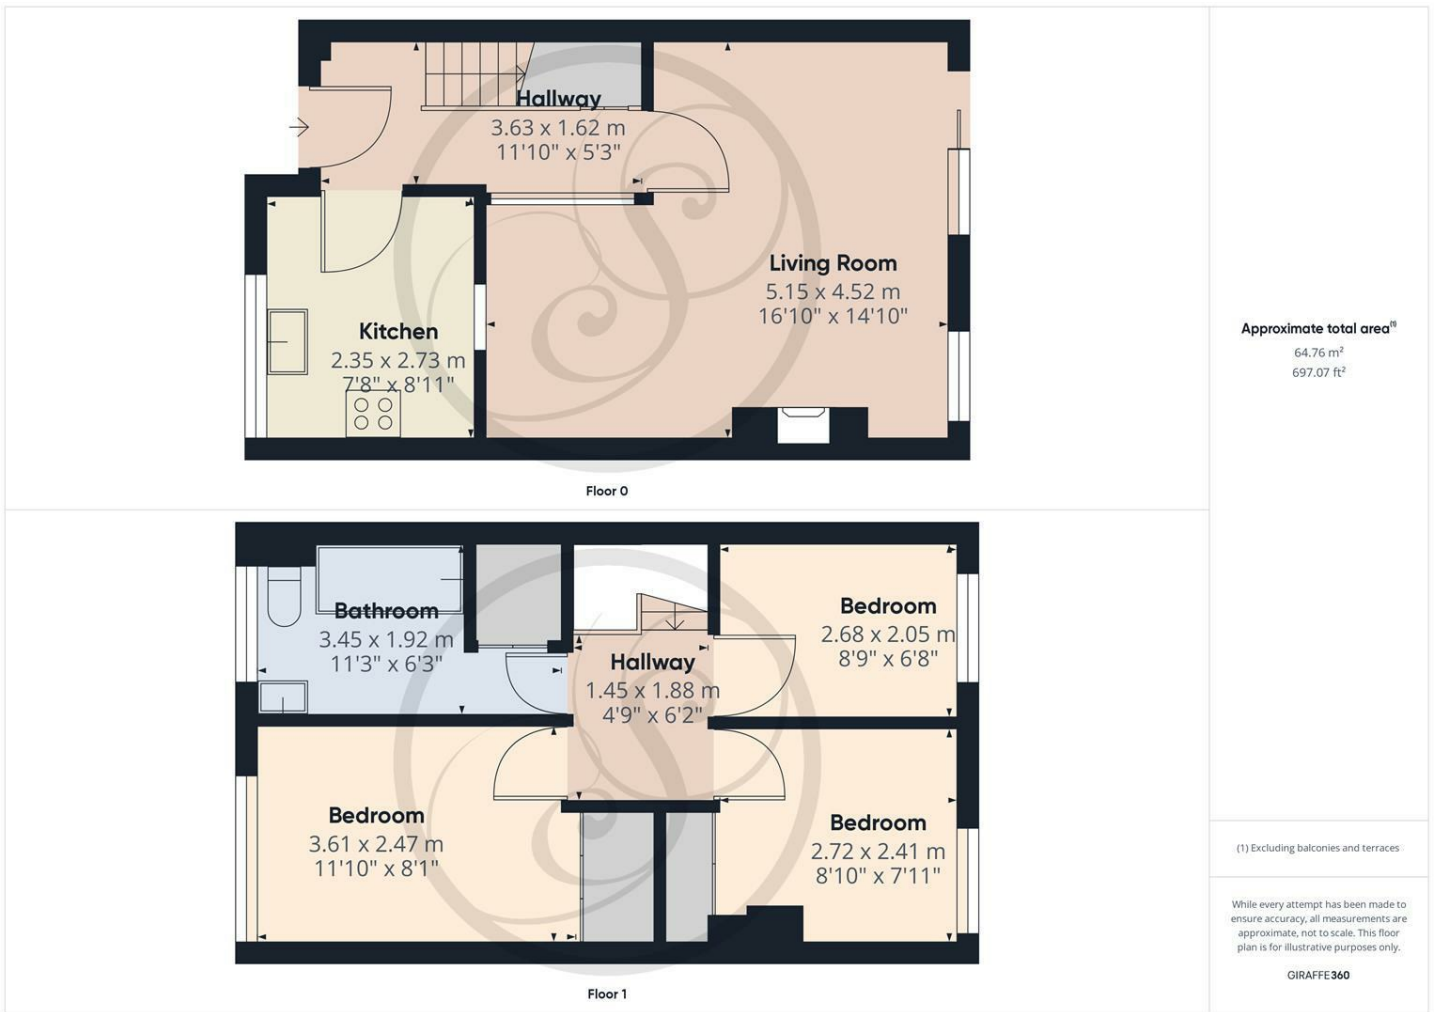 Hallway
3.63 x 1.62 m
11'10" x 5'3"
Living Room
5.15 x 4.52 m
16'10" x 14'10"
Kitchen
2.35 x 2.73 m
7'8" x 8'11"
Floor 0
Bathroom
3.45 x 1.92 m
11'3" x 6'3"
Hallway
1.45 x 1.88 m
4'9" x 6'2"
Bedroom
2.68 x 2.05 m
8'9" x 6'8"
Bedroom
3.61 x 2.47 m
11'10" x 8'1"
Bedroom
2.72 x 2.41 m
8'10" x 7'11"
Floor 1
Approximate total area⁽¹⁾
64.76 m²
697.07 ft²
(1) Excluding balconies and terraces
While every attempt has been made to
ensure accuracy, all measurements are
approximate, not to scale. This floor
plan is for illustrative purposes only.
GIRAFFE360